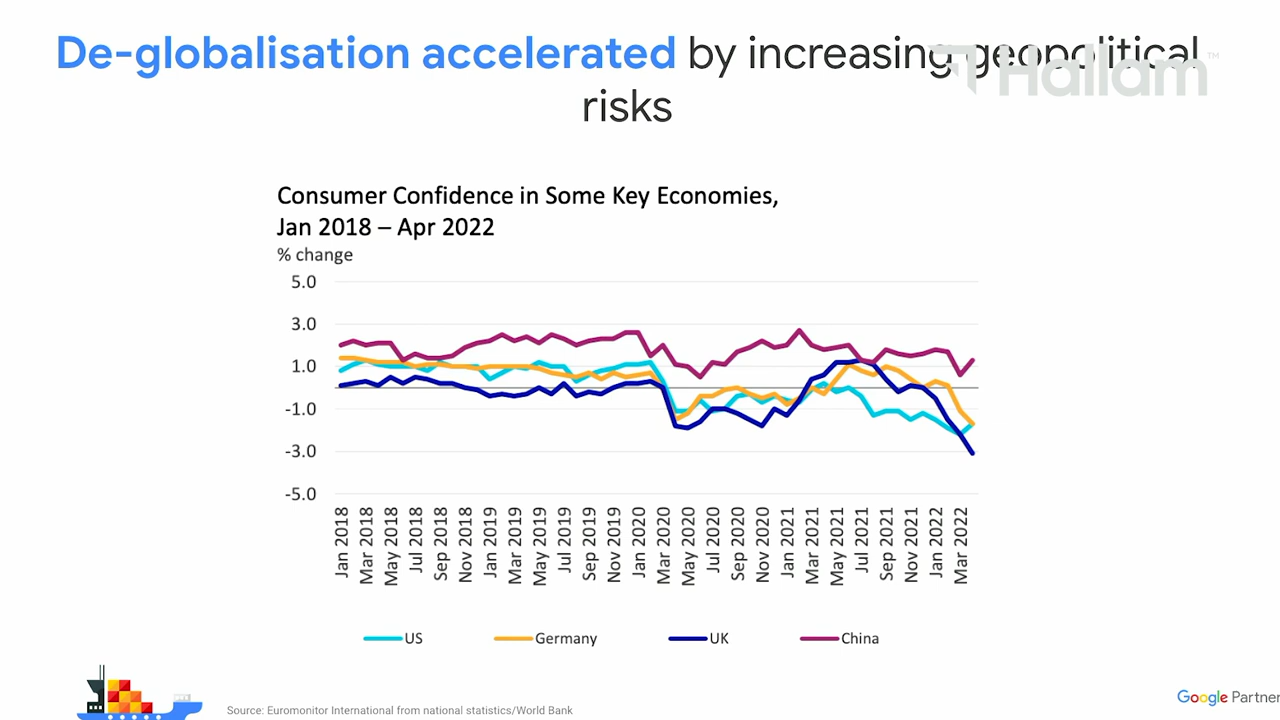 De-globalisation accelerated by increasing geopolitical
risks
Hallam™
Consumer Confidence in Some Key Economies,
Jan 2018 – Apr 2022
% change
5.0
3.0
1.0
-1.0
-3.0
-5.0
Jan 2018
Mar 2018
May 2018
Jul 2018
Sep 2018
Nov 2018
Jan 2019
Mar 2019
May 2019
Jul 2019
Sep 2019
Nov 2019
Jan 2020
Mar 2020
May 2020
Jul 2020
Sep 2020
Nov 2020
Jan 2021
Mar 2021
May 2021
Jul 2021
Sep 2021
Nov 2021
Jan 2022
Mar 2022
US Germany UK China
Source: Euromonitor International from national statistics/World Bank
Google Partner